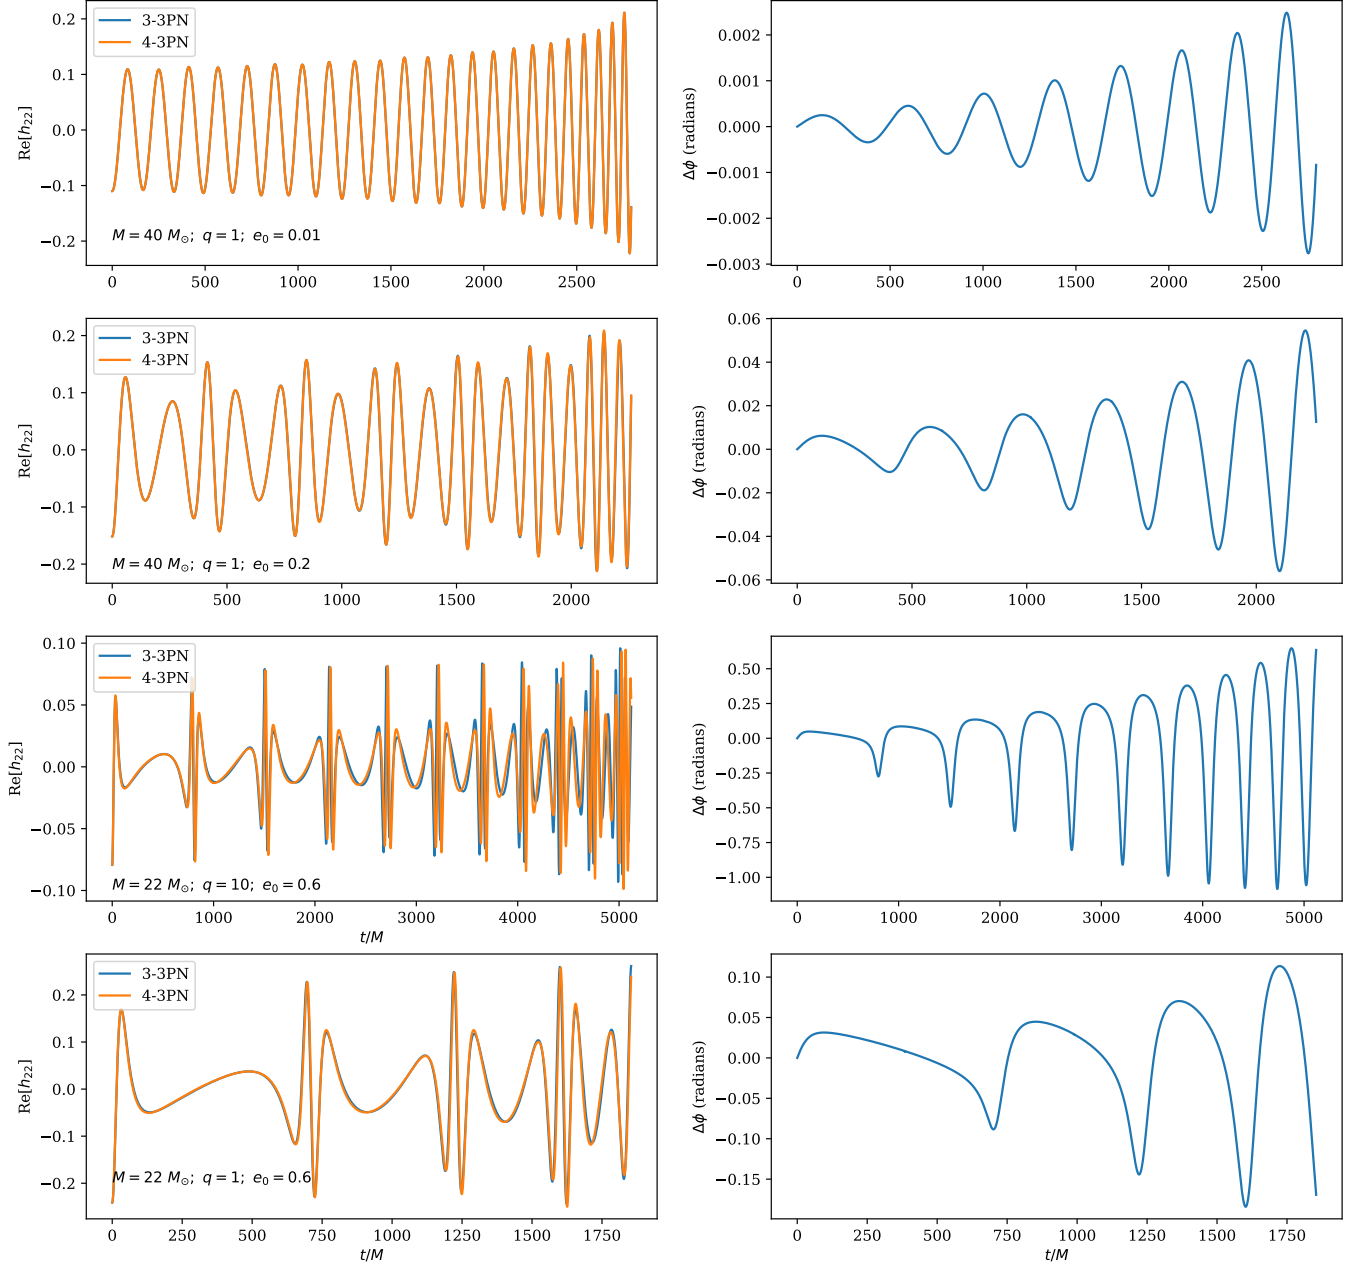 3-3PN
4-3PN
0.2
0.1
0.0
−0.1
−0.2
Re[h₂₂]
M = 40 M⊙; q = 1; e₀ = 0.01
0 500 1000 1500 2000 2500
0.002
0.001
0.000
−0.001
−0.002
−0.003
Δϕ (radians)
0 500 1000 1500 2000 2500
3-3PN
4-3PN
0.2
0.1
0.0
−0.1
−0.2
Re[h₂₂]
M = 40 M⊙; q = 1; e₀ = 0.2
0 500 1000 1500 2000
0.06
0.04
0.02
0.00
−0.02
−0.04
−0.06
Δϕ (radians)
0 500 1000 1500 2000
3-3PN
4-3PN
0.10
0.05
0.00
−0.05
−0.10
Re[h₂₂]
M = 22 M⊙; q = 10; e₀ = 0.6
0 1000 2000 3000 4000 5000
t/M
0.50
0.25
0.00
−0.25
−0.50
−0.75
−1.00
Δϕ (radians)
0 1000 2000 3000 4000 5000
3-3PN
4-3PN
0.2
0.1
0.0
−0.1
−0.2
Re[h₂₂]
M = 22 M⊙; q = 1; e₀ = 0.6
0 250 500 750 1000 1250 1500 1750
t/M
0.10
0.05
0.00
−0.05
−0.10
−0.15
Δϕ (radians)
0 250 500 750 1000 1250 1500 1750
t/M